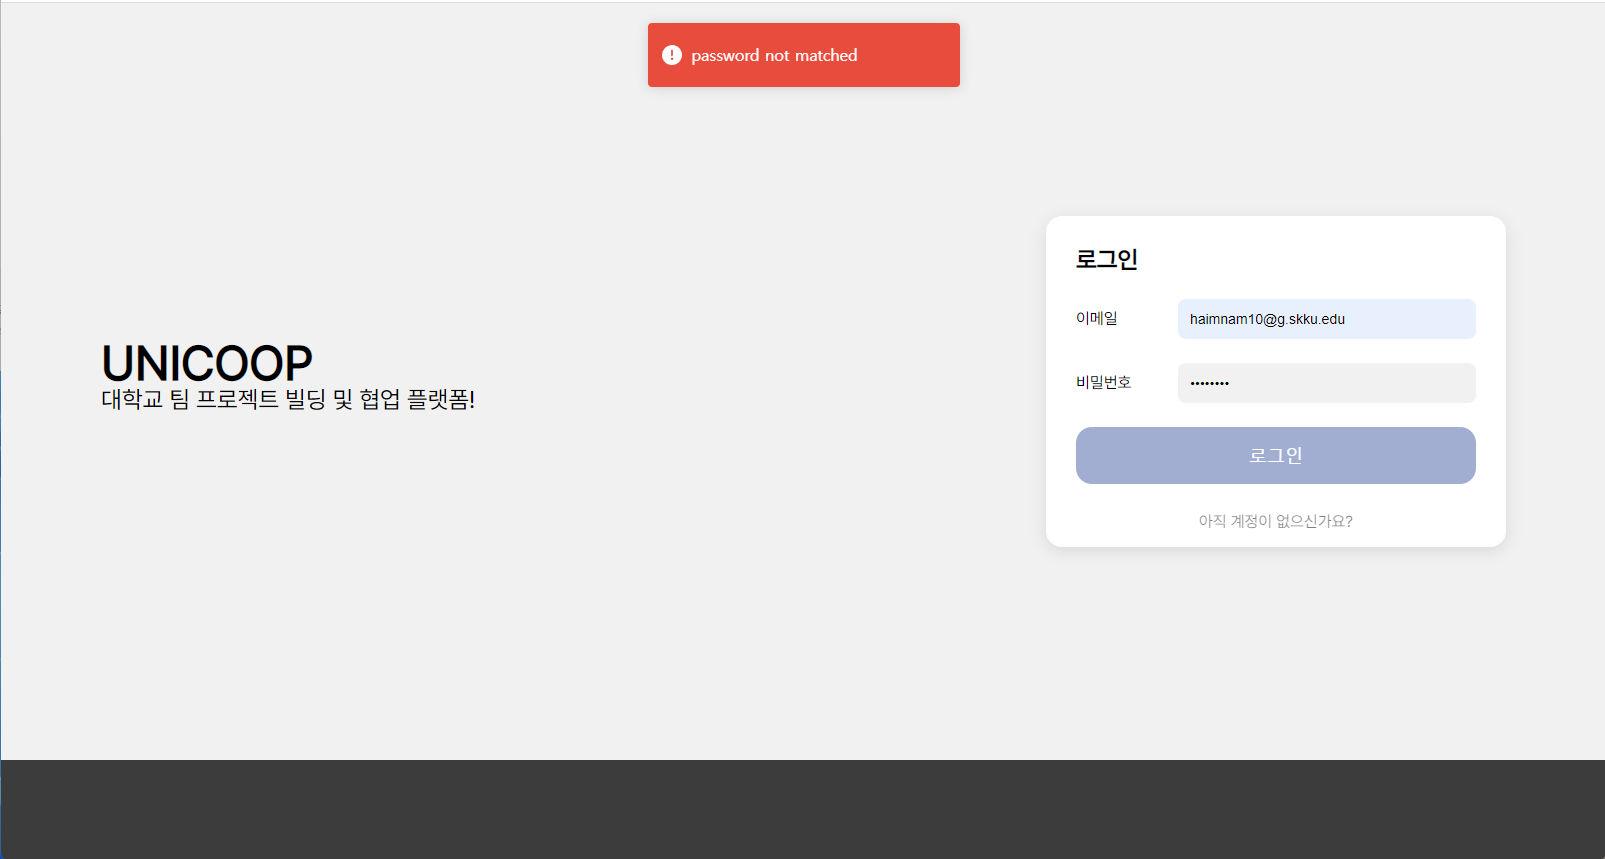 password not matched
UNICOOP
대학교 팀 프로젝트 빌딩 및 협업 플랫폼!
로그인
이메일 haimnam10@g.skku.edu
비밀번호 ••••••••
로그인
아직 계정이 없으신가요?